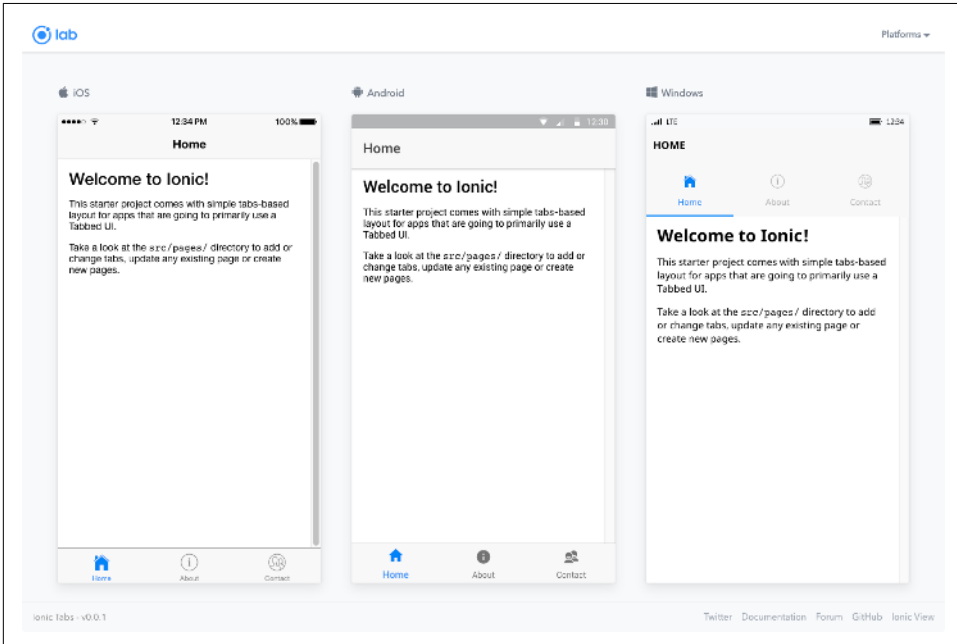 lab
Platforms
iOS
12:34 PM
100%
Home
Welcome to Ionic!
This starter project comes with simple tabs-based
layout for apps that are going to primarily use a
Tabbed UI.
Take a look at the src/pages/ directory to add or
change tabs, update any existing page or create
new pages.
Home
About
Contact
Android
12:30
Home
Welcome to Ionic!
This starter project comes with simple tabs-based
layout for apps that are going to primarily use a
Tabbed UI.
Take a look at the src/pages/ directory to add or
change tabs, update any existing page or create
new pages.
Home
About
Contact
Windows
LTE
12:34
HOME
Home
About
Contact
Welcome to Ionic!
This starter project comes with simple tabs-based
layout for apps that are going to primarily use a
Tabbed UI.
Take a look at the src/pages/ directory to add
or change tabs, update any existing page or
create new pages.
Ionic labs - v0.0.1
Twitter Documentation Forum GitHub Ionic View